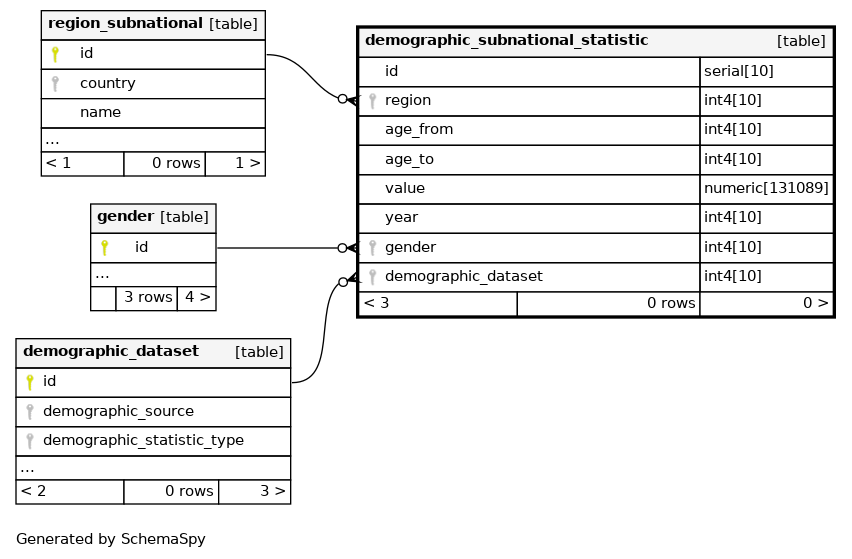 region_subnational [table]
id
country
name
...
< 1 0 rows 1 >
gender [table]
id
...
3 rows 4 >
demographic_dataset [table]
id
demographic_source
demographic_statistic_type
...
< 2 0 rows 3 >
demographic_subnational_statistic [table]
id serial[10]
region int4[10]
age_from int4[10]
age_to int4[10]
value numeric[131089]
year int4[10]
gender int4[10]
demographic_dataset int4[10]
< 3 0 rows 0 >
Generated by SchemaSpy